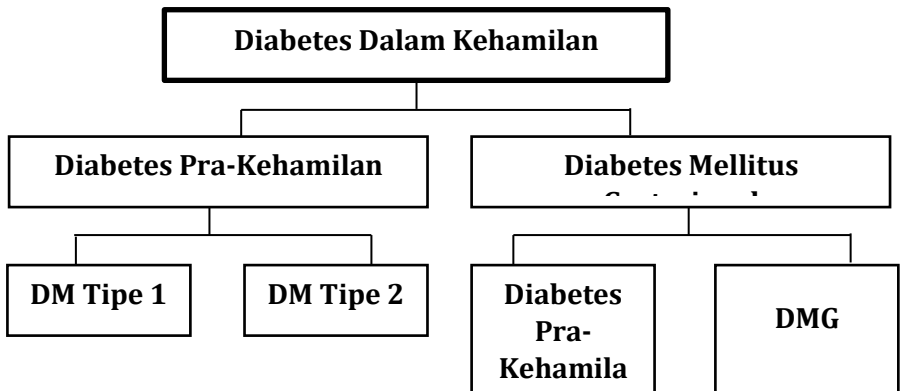 Diabetes Dalam Kehamilan
Diabetes Pra-Kehamilan
Diabetes Mellitus
DM Tipe 1
DM Tipe 2
Diabetes
Pra-
Kehamila
DMG